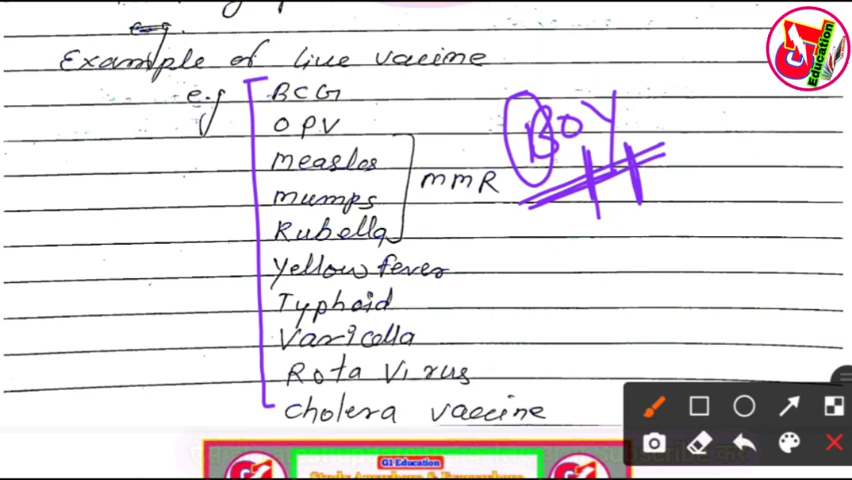 Example of live vaccine
e.g
BCG
OPV
Measles
mumps
Rubella
MMR
BOY
Yellow fever
Typhoid
Varicella
Rota Virus
Cholera vaccine
GI
Education
GI Education